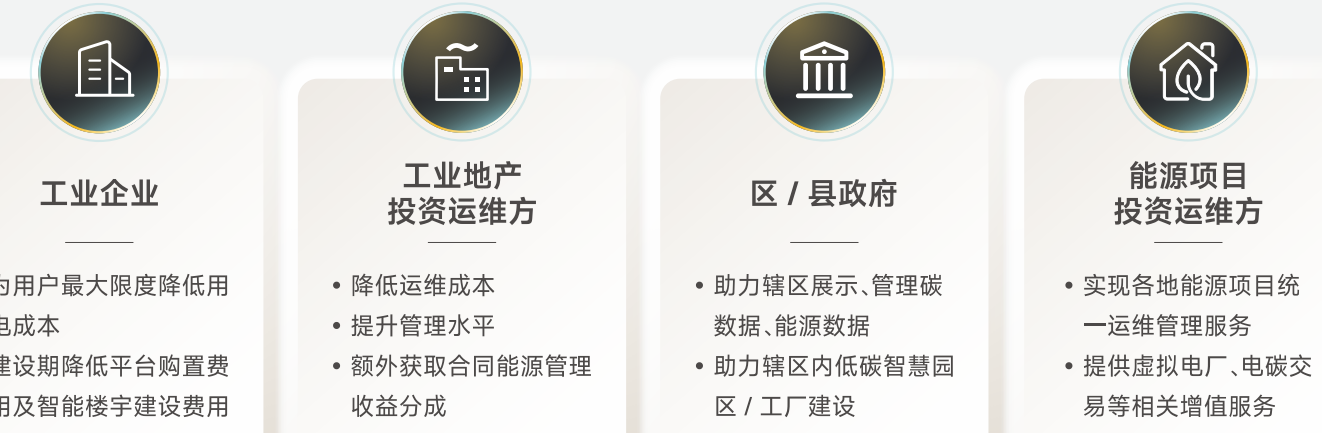 工业企业
为用户最大限度降低用
电成本
建设期降低平台购置费
用及智能楼宇建设费用
工业地产
投资运维方
• 降低运维成本
• 提升管理水平
• 额外获取合同能源管理
收益分成
区 / 县政府
• 助力辖区展示、管理碳
数据、能源数据
• 助力辖区内低碳智慧园
区 / 工厂建设
能源项目
投资运维方
• 实现各地能源项目统
一运维管理服务
• 提供虚拟电厂、电碳交
易等相关增值服务